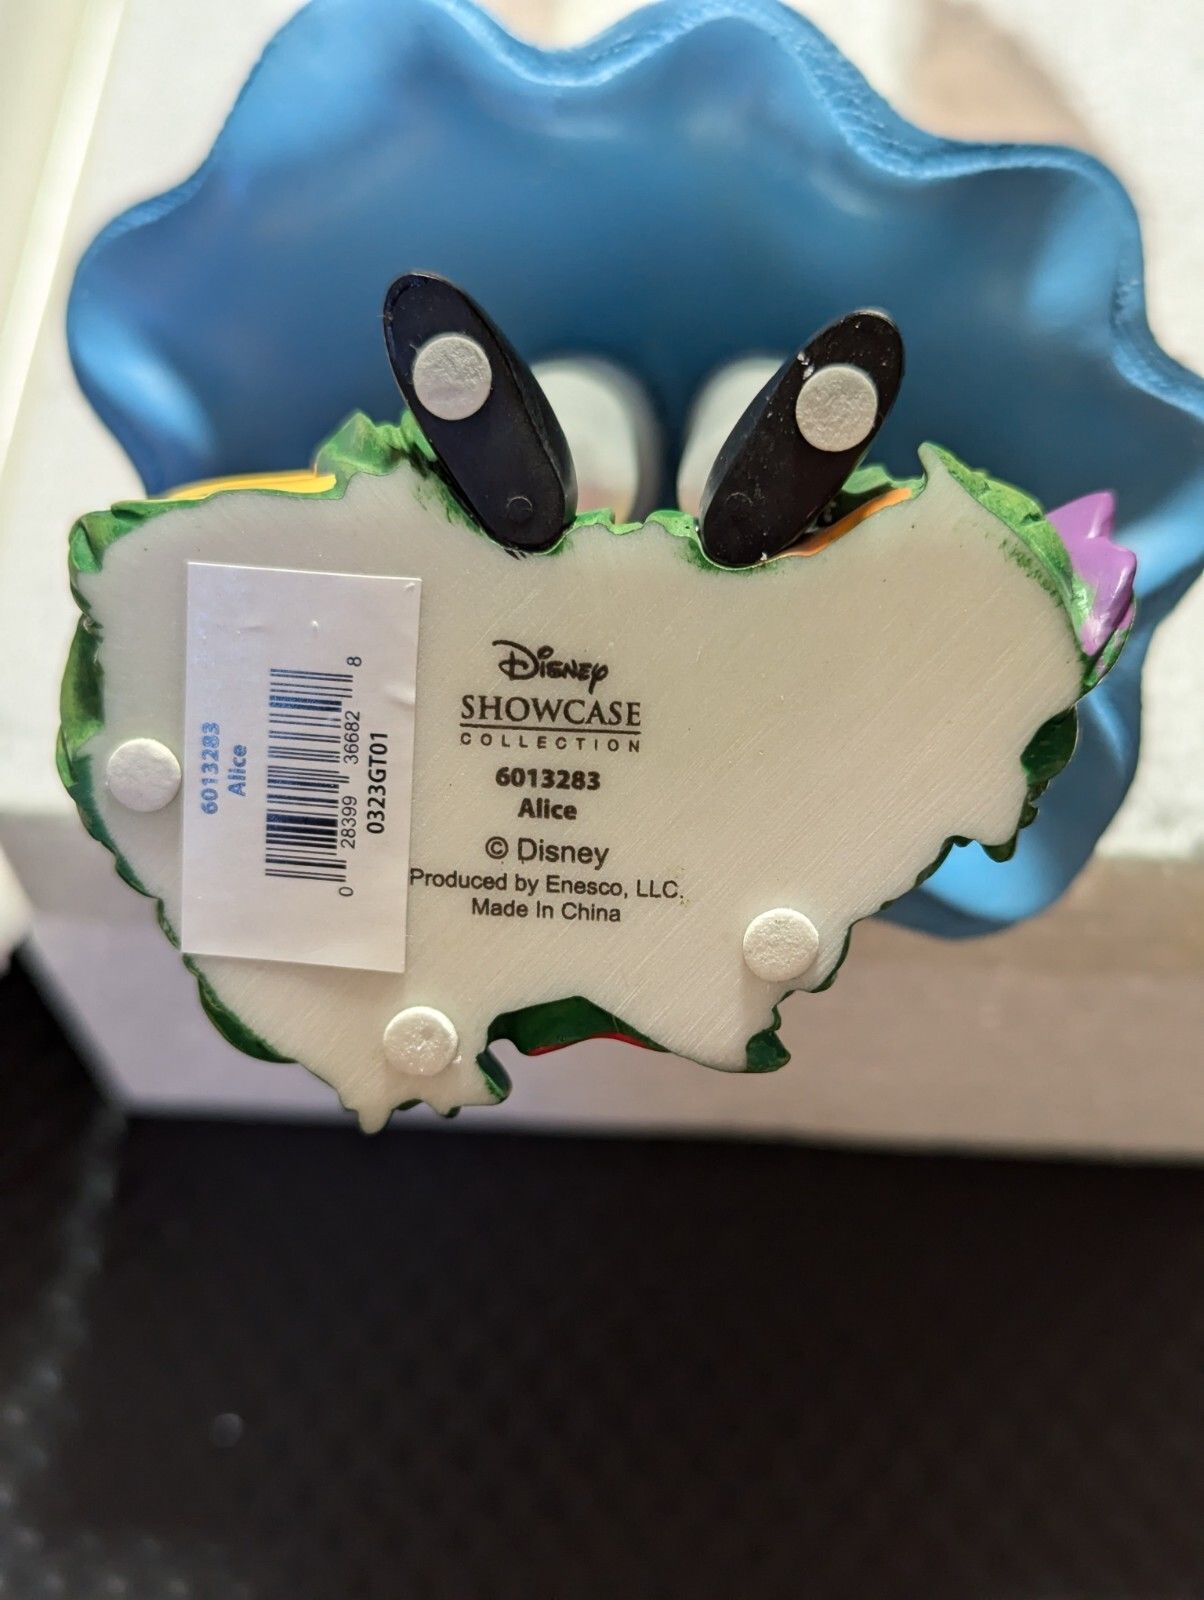 Disney
SHOWCASE
COLLECTION
6013283
Alice
© Disney
Produced by Enesco, LLC.
Made In China
6013283
Alice
0 28399 36682 8
0323GT01